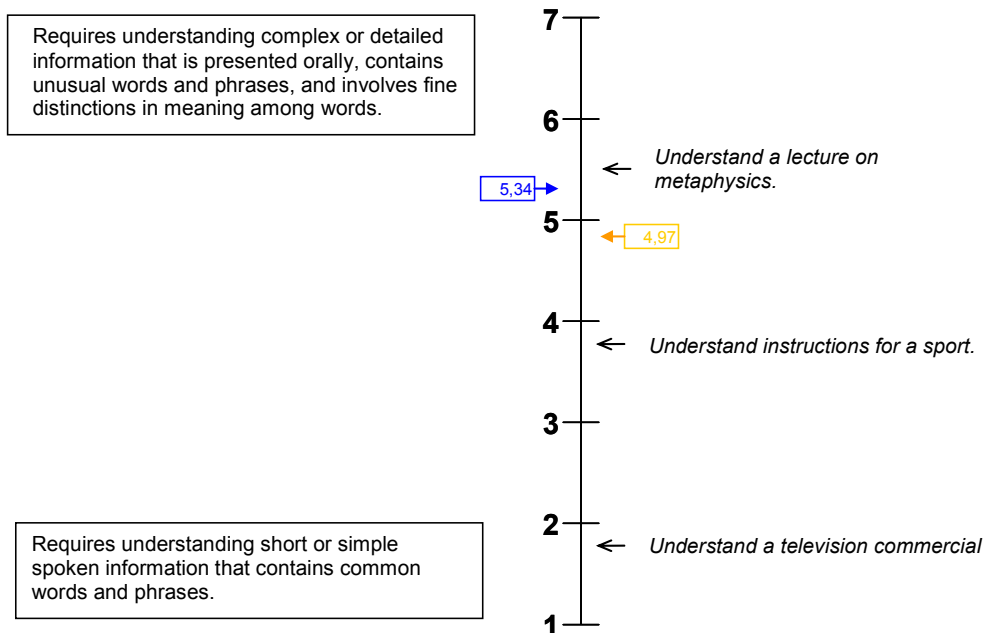 7
Requires understanding complex or detailed
information that is presented orally, contains
unusual words and phrases, and involves fine
distinctions in meaning among words.
6
Understand a lecture on
metaphysics.
5,34
5
4,97
4
Understand instructions for a sport.
3
2
Requires understanding short or simple
spoken information that contains common
words and phrases.
Understand a television commercial
1